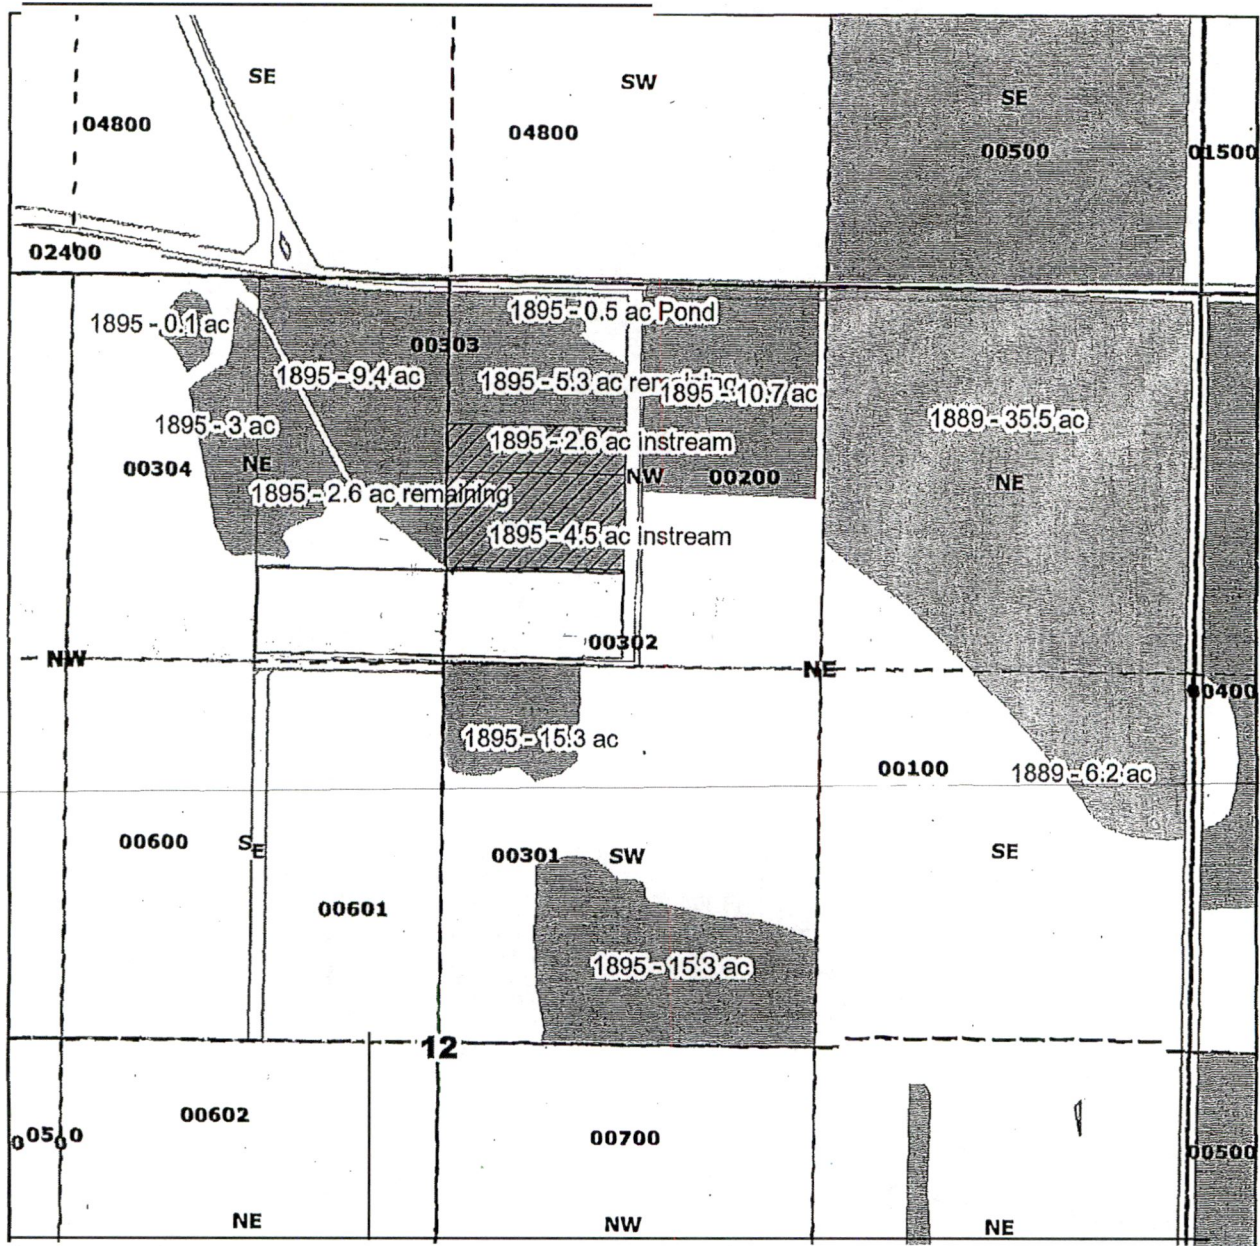 SE
SW
SE
04800
04800
00500
01500
02400
1895 - 0.1 ac
1895 - 0.5 ac Pond
00303
1895 - 9.4 ac
1895 - 5.3 ac remaining
1895 - 10.7 ac
1889 - 35.5 ac
1895 - 3 ac
1895 - 2.6 ac instream
00304
NE
NW
00200
NE
1895 - 2.6 ac remaining
1895 - 4.5 ac instream
00302
NW
NE
00400
1895 - 15.3 ac
00100
1889 - 6.2 ac
00600
SE
00301
SW
SE
00601
1895 - 15.3 ac
12
00602
00700
00500
NE
NW
NE